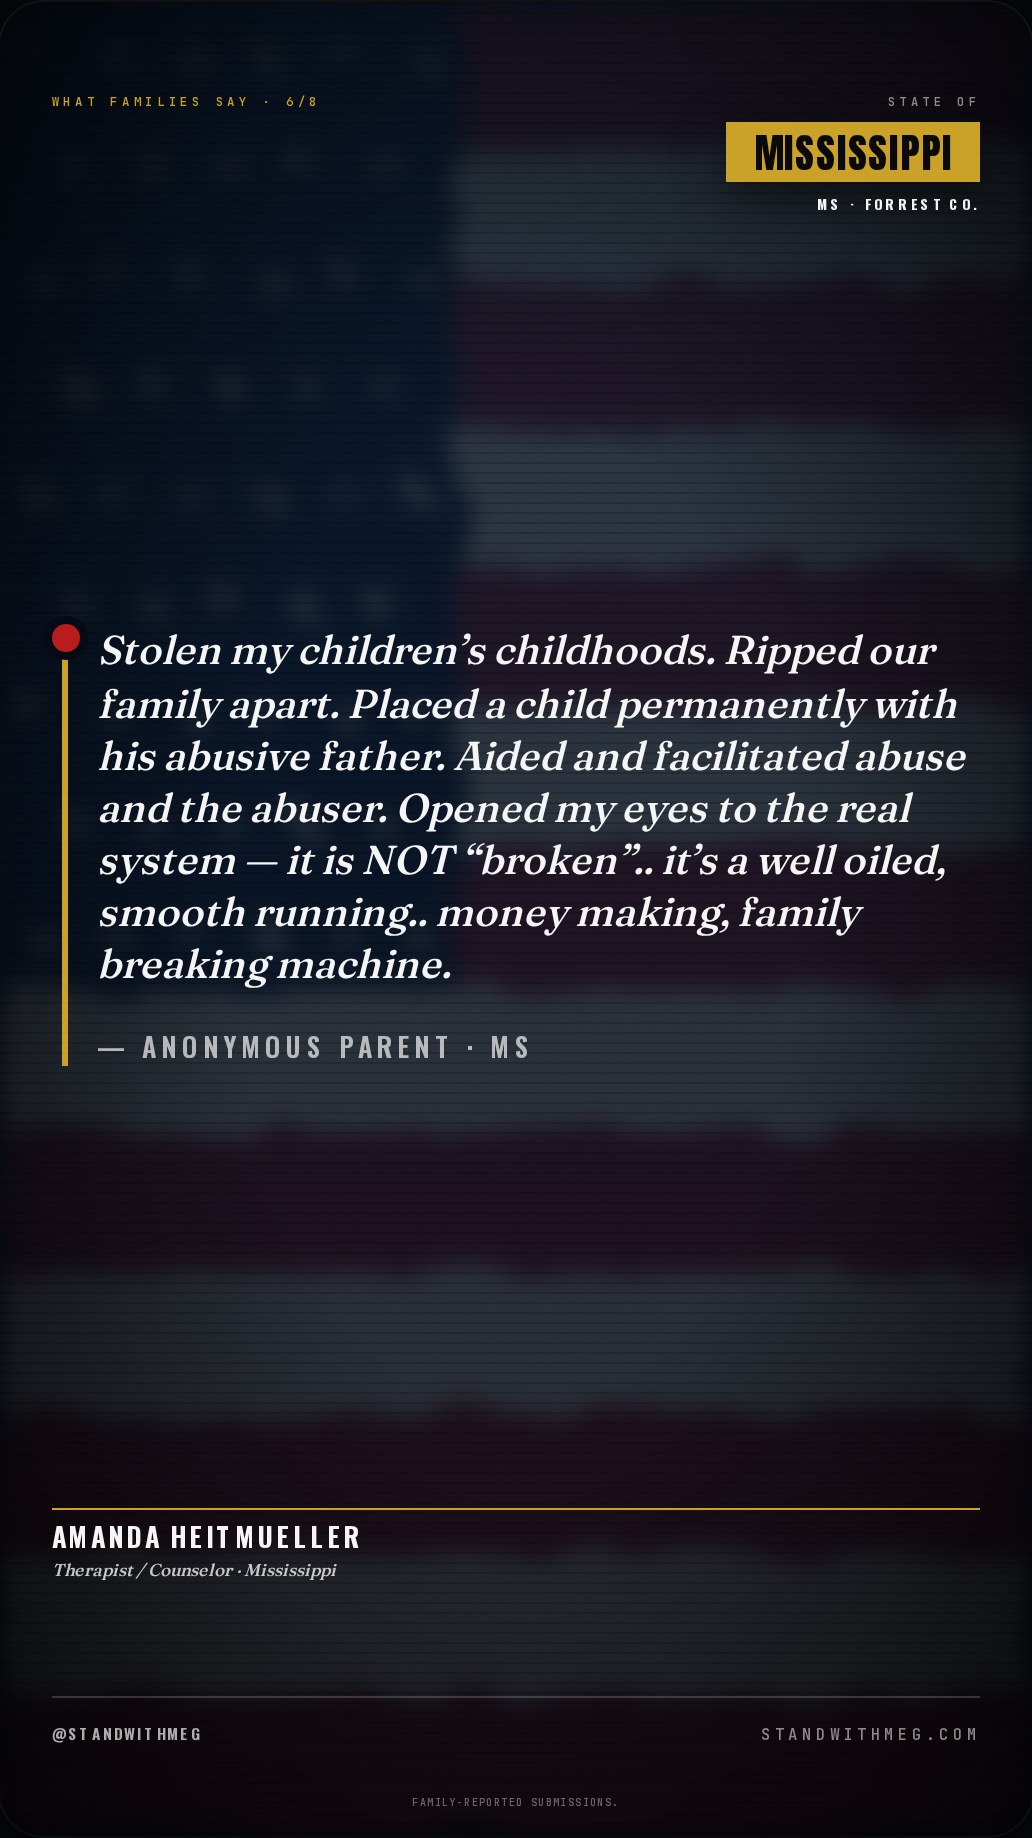 WHAT FAMILIES SAY · 6/8
STATE OF
MISSISSIPPI
MS · FORREST CO.
Stolen my children’s childhoods. Ripped our
family apart. Placed a child permanently with
his abusive father. Aided and facilitated abuse
and the abuser. Opened my eyes to the real
system — it is NOT “broken”.. it’s a well oiled,
smooth running.. money making, family
breaking machine.
— ANONYMOUS PARENT · MS
AMANDA HEITMUELLER
Therapist / Counselor · Mississippi
@STANDWITHMEG
STANDWITHMEG.COM
FAMILY-REPORTED SUBMISSIONS.